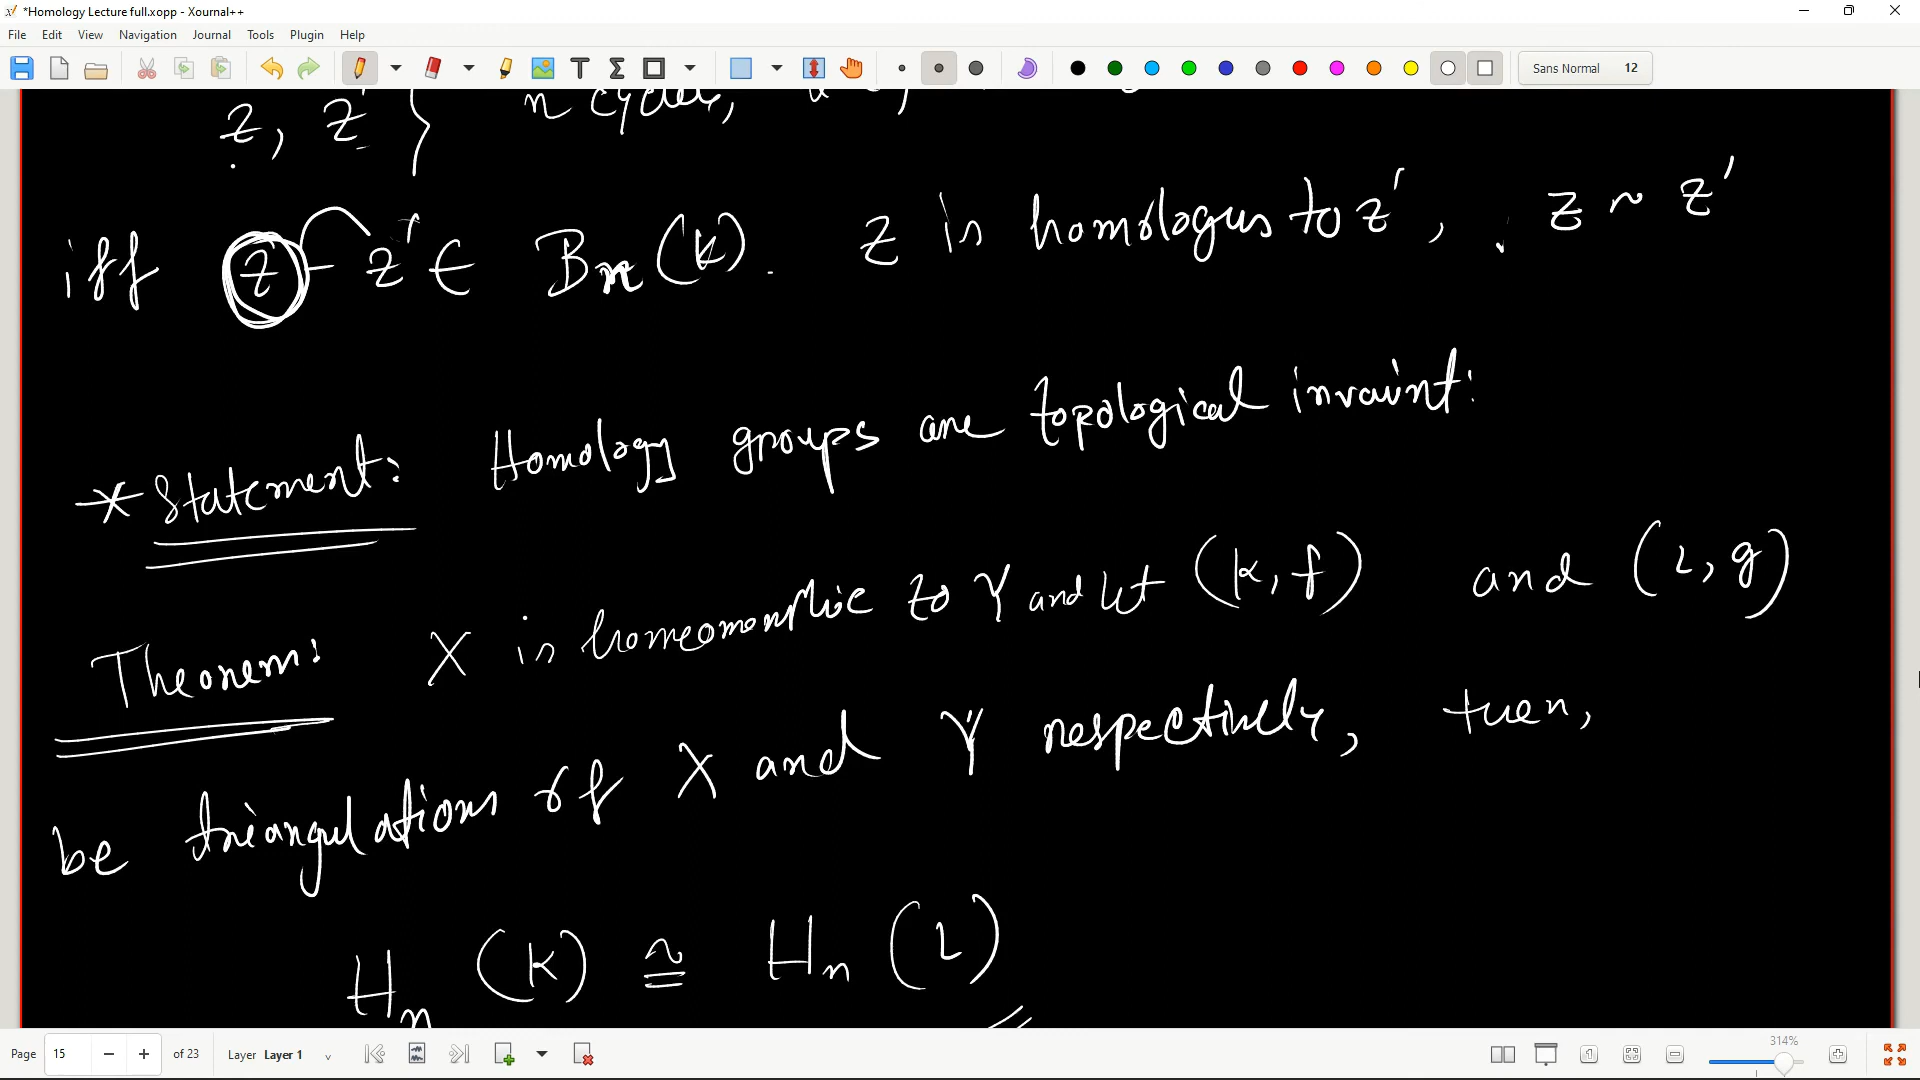 *Homology Lecture full.xopp - Xournal++
File Edit View Navigation Journal Tools Plugin Help
Sans Normal 12
z, z' } n cycles,
iff z - z' ∈ Bn (K). z is homologus to z', z ~ z'
* Statement: Homology groups are topological invaint:
Theorem: X is homeomorphic to Y and let (K, f) and (L, g)
be triangulations of X and Y respectively, then,
Hn (K) ≅ Hn (L)
314%
Page 15 of 23 Layer Layer 1